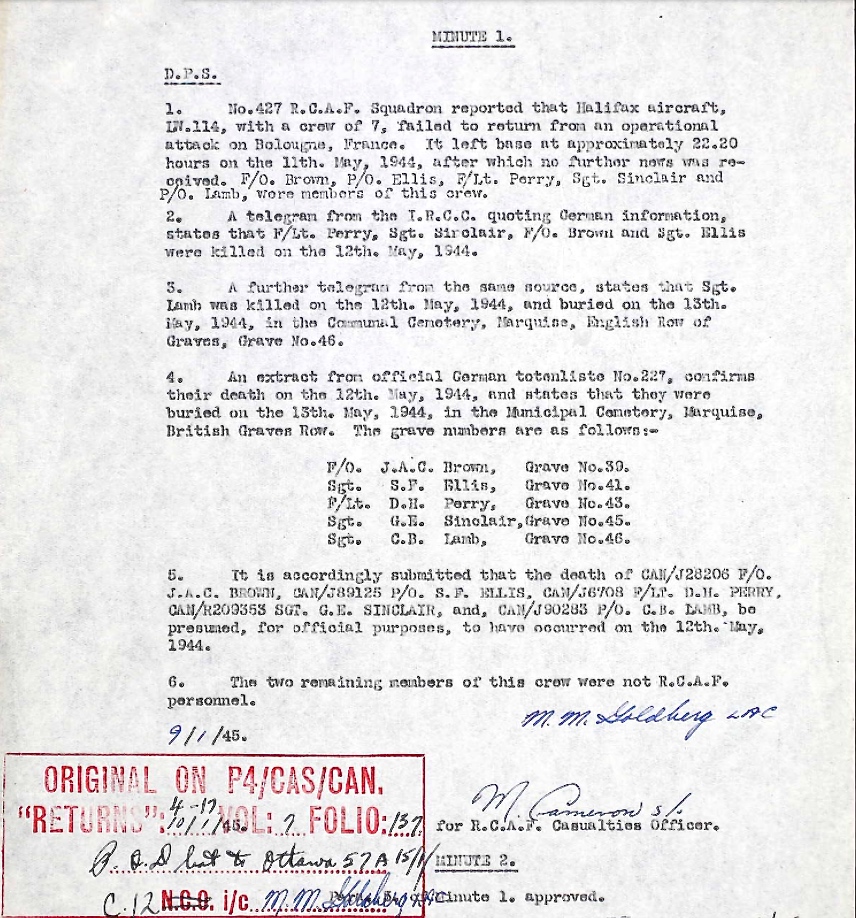 MINUTE 1.
D.P.S.
1. No.427 R.C.A.F. Squadron reported that Halifax aircraft,
LW.114, with a crew of 7, failed to return from an operational
attack on Bolougne, France. It left base at approximately 22.20
hours on the 11th. May, 1944, after which no further news was re-
ceived. F/O. Brown, P/O. Ellis, F/Lt. Perry, Sgt. Sinclair and
P/O. Lamb, were members of this crew.
2. A telegram from the I.R.C.C. quoting German information,
states that F/Lt. Perry, Sgt. Sinclair, F/O. Brown and Sgt. Ellis
were killed on the 12th. May, 1944.
3. A further telegram from the same source, states that Sgt.
Lamb was killed on the 12th. May, 1944, and buried on the 13th.
May, 1944, in the Communal Cemetery, Marquise, English Row of
Graves, Grave No.46.
4. An extract from official German totenliste No.227, confirms
their death on the 12th. May, 1944, and states that they were
buried on the 13th. May, 1944, in the Municipal Cemetery, Marquise,
British Graves Row. The grave numbers are as follows:-
F/O. J.A.C. Brown, Grave No.39.
Sgt. S.F. Ellis, Grave No.41.
F/Lt. D.H. Perry, Grave No.43.
Sgt. G.E. Sinclair, Grave No.45.
Sgt. C.B. Lamb, Grave No.46.
5. It is accordingly submitted that the death of CAN/J28206 F/O.
J.A.C. BROWN, CAN/J89125 P/O. S.F. ELLIS, CAN/J6708 F/LT. D.H. PERRY,
CAN/R209353 SGT. G.E. SINCLAIR, and, CAN/J90283 P/O. C.B. LAMB, be
presumed, for official purposes, to have occurred on the 12th. May,
1944.
6. The two remaining members of this crew were not R.C.A.F.
personnel.
M. M. Goldberg LAC
9/1/45.
ORIGINAL ON P4/CAS/CAN.
4-17
"RETURNS": 10/1/45. VOL: 7 FOLIO: 137
M. Cameron s/o
for R.C.A.F. Casualties Officer.
to Ottawa 57A 15/1/
MINUTE 2.
C.12 N.C.O. i/c M. M. Goldberg LAC
Minute 1. approved.